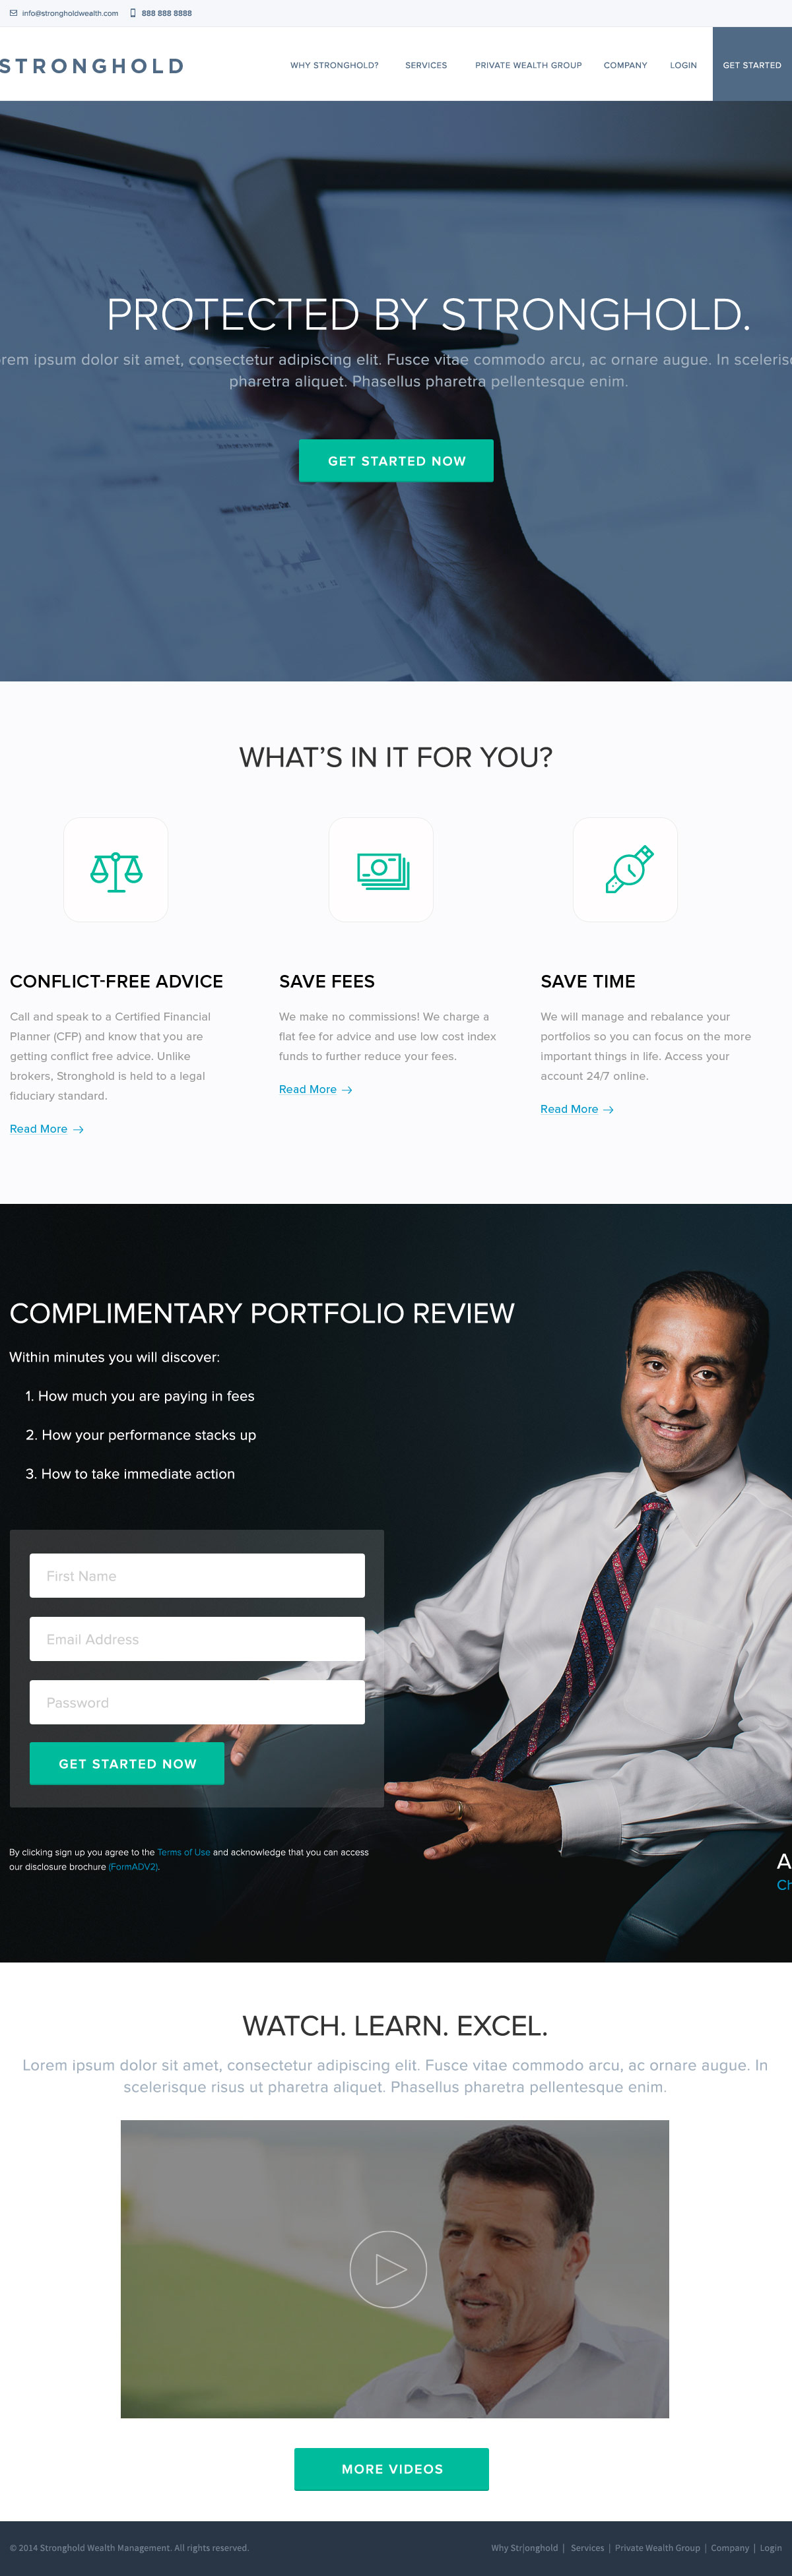 info@strongholdwealth.com 888 888 8888
STRONGHOLD WHY STRONGHOLD? SERVICES PRIVATE WEALTH GROUP COMPANY LOGIN GET STARTED
PROTECTED BY STRONGHOLD.
rem ipsum dolor sit amet, consectetur adipiscing elit. Fusce vitae commodo arcu, ac ornare augue. In scelerisc
pharetra aliquet. Phasellus pharetra pellentesque enim.
GET STARTED NOW
WHAT'S IN IT FOR YOU?
CONFLICT-FREE ADVICE
Call and speak to a Certified Financial
Planner (CFP) and know that you are
getting conflict free advice. Unlike
brokers, Stronghold is held to a legal
fiduciary standard.
Read More
SAVE FEES
We make no commissions! We charge a
flat fee for advice and use low cost index
funds to further reduce your fees.
Read More
SAVE TIME
We will manage and rebalance your
portfolios so you can focus on the more
important things in life. Access your
account 24/7 online.
Read More
COMPLIMENTARY PORTFOLIO REVIEW
Within minutes you will discover:
1. How much you are paying in fees
2. How your performance stacks up
3. How to take immediate action
First Name
Email Address
Password
GET STARTED NOW
By clicking sign up you agree to the Terms of Use and acknowledge that you can access
our disclosure brochure (FormADV2).
A
Ch
WATCH. LEARN. EXCEL.
Lorem ipsum dolor sit amet, consectetur adipiscing elit. Fusce vitae commodo arcu, ac ornare augue. In
scelerisque risus ut pharetra aliquet. Phasellus pharetra pellentesque enim.
MORE VIDEOS
© 2014 Stronghold Wealth Management. All rights reserved. Why Str|onghold | Services | Private Wealth Group | Company | Login